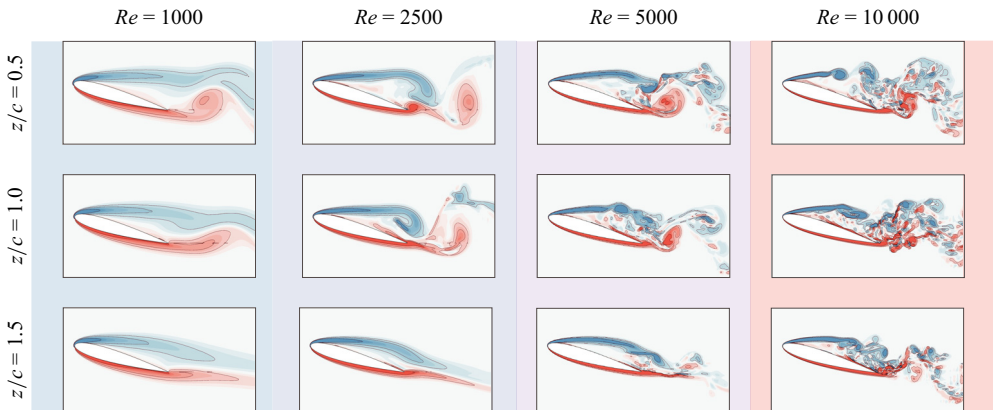 Re = 1000 Re = 2500 Re = 5000 Re = 10 000
z/c = 0.5
z/c = 1.0
z/c = 1.5